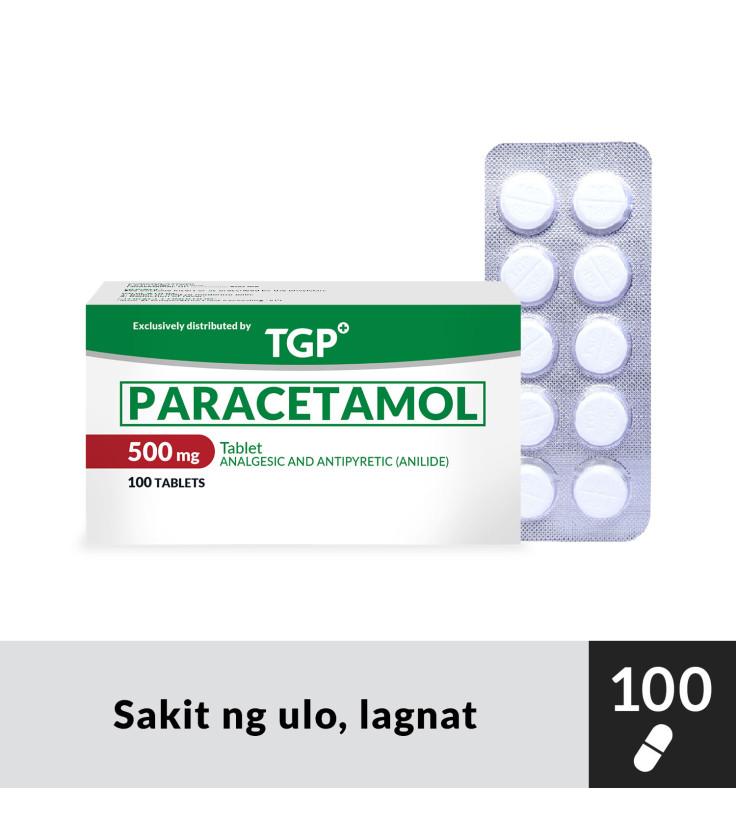 Exclusively distributed by TGP
PARACETAMOL
500 mg
Tablet
ANALGESIC AND ANTIPYRETIC (ANILIDE)
100 TABLETS
Sakit ng ulo, lagnat
100